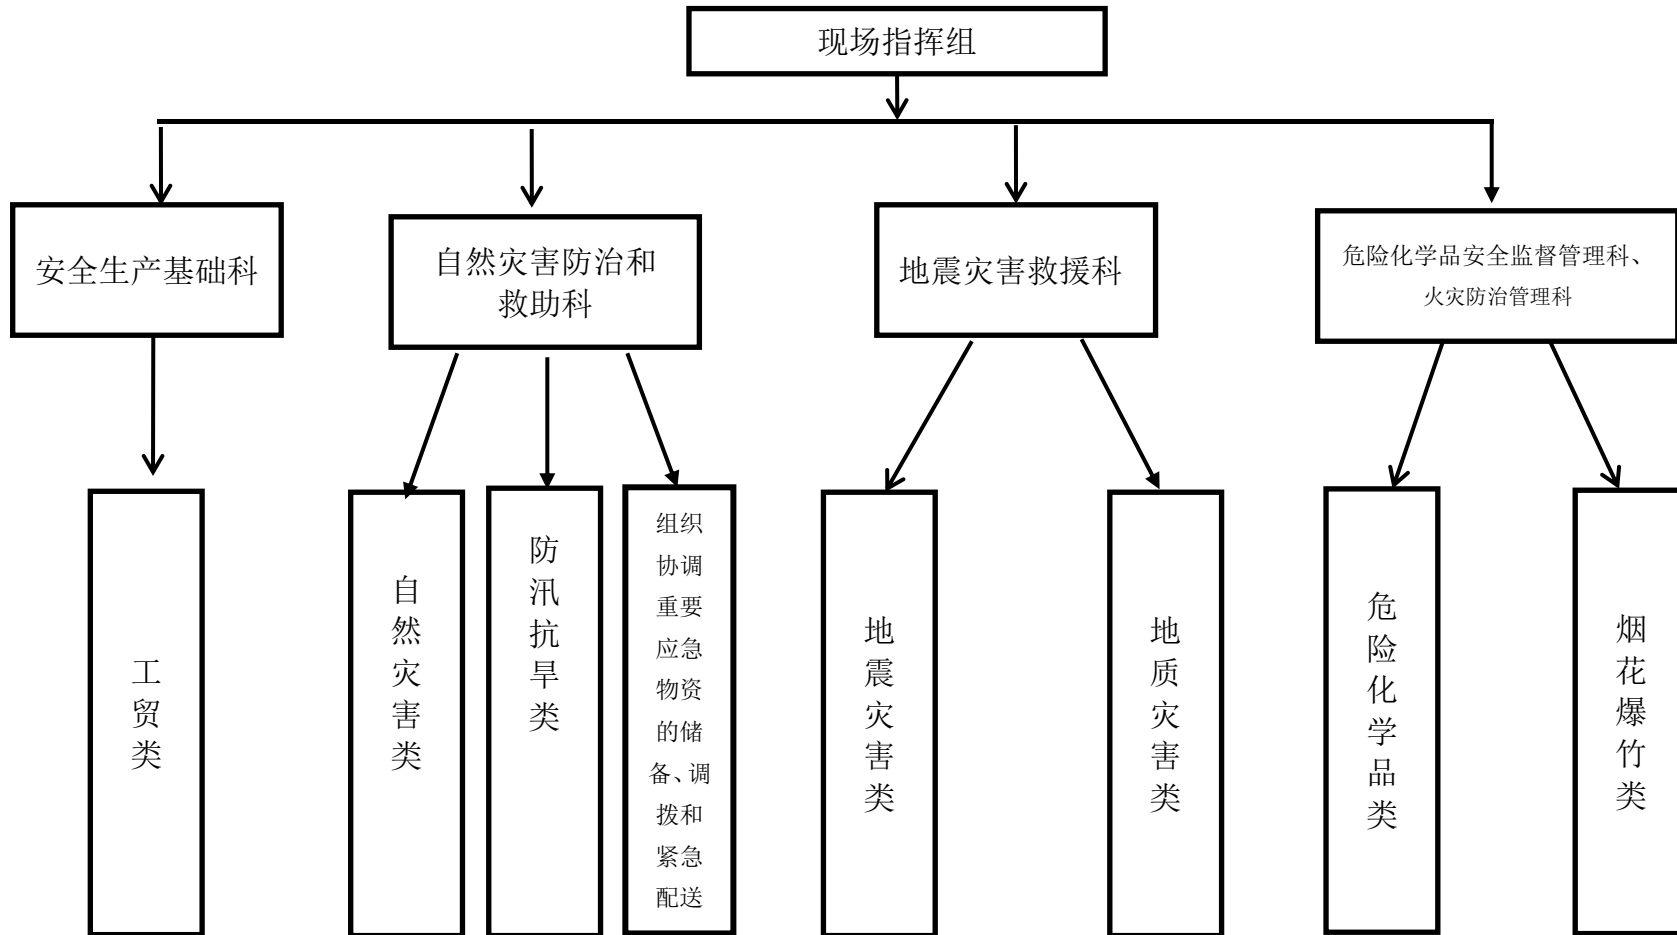 现场指挥组
安全生产基础科
自然灾害防治和
救助科
地震灾害救援科
危险化学品安全监督管理科、
火灾防治管理科
工贸类
自然灾害类
防汛抗旱类
组织
协调
重要
应急
物资
的储
备、调
拨和
紧急
配送
地震灾害类
地质灾害类
危险化学品类
烟花爆竹类